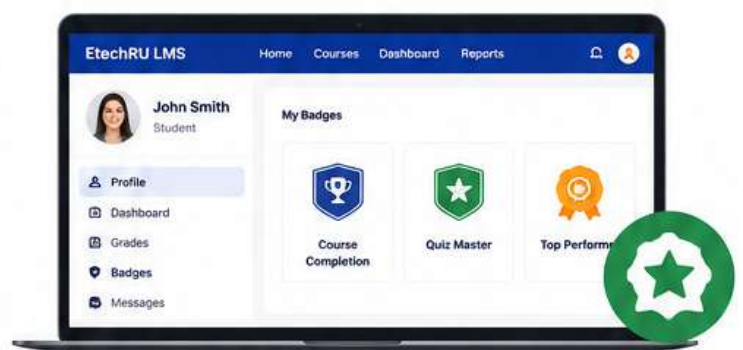 EtechRU LMS Home Courses Dashboard Reports
John Smith
Student
Profile
Dashboard
Grades
Badges
Messages
My Badges
Course
Completion
Quiz Master
Top Performe